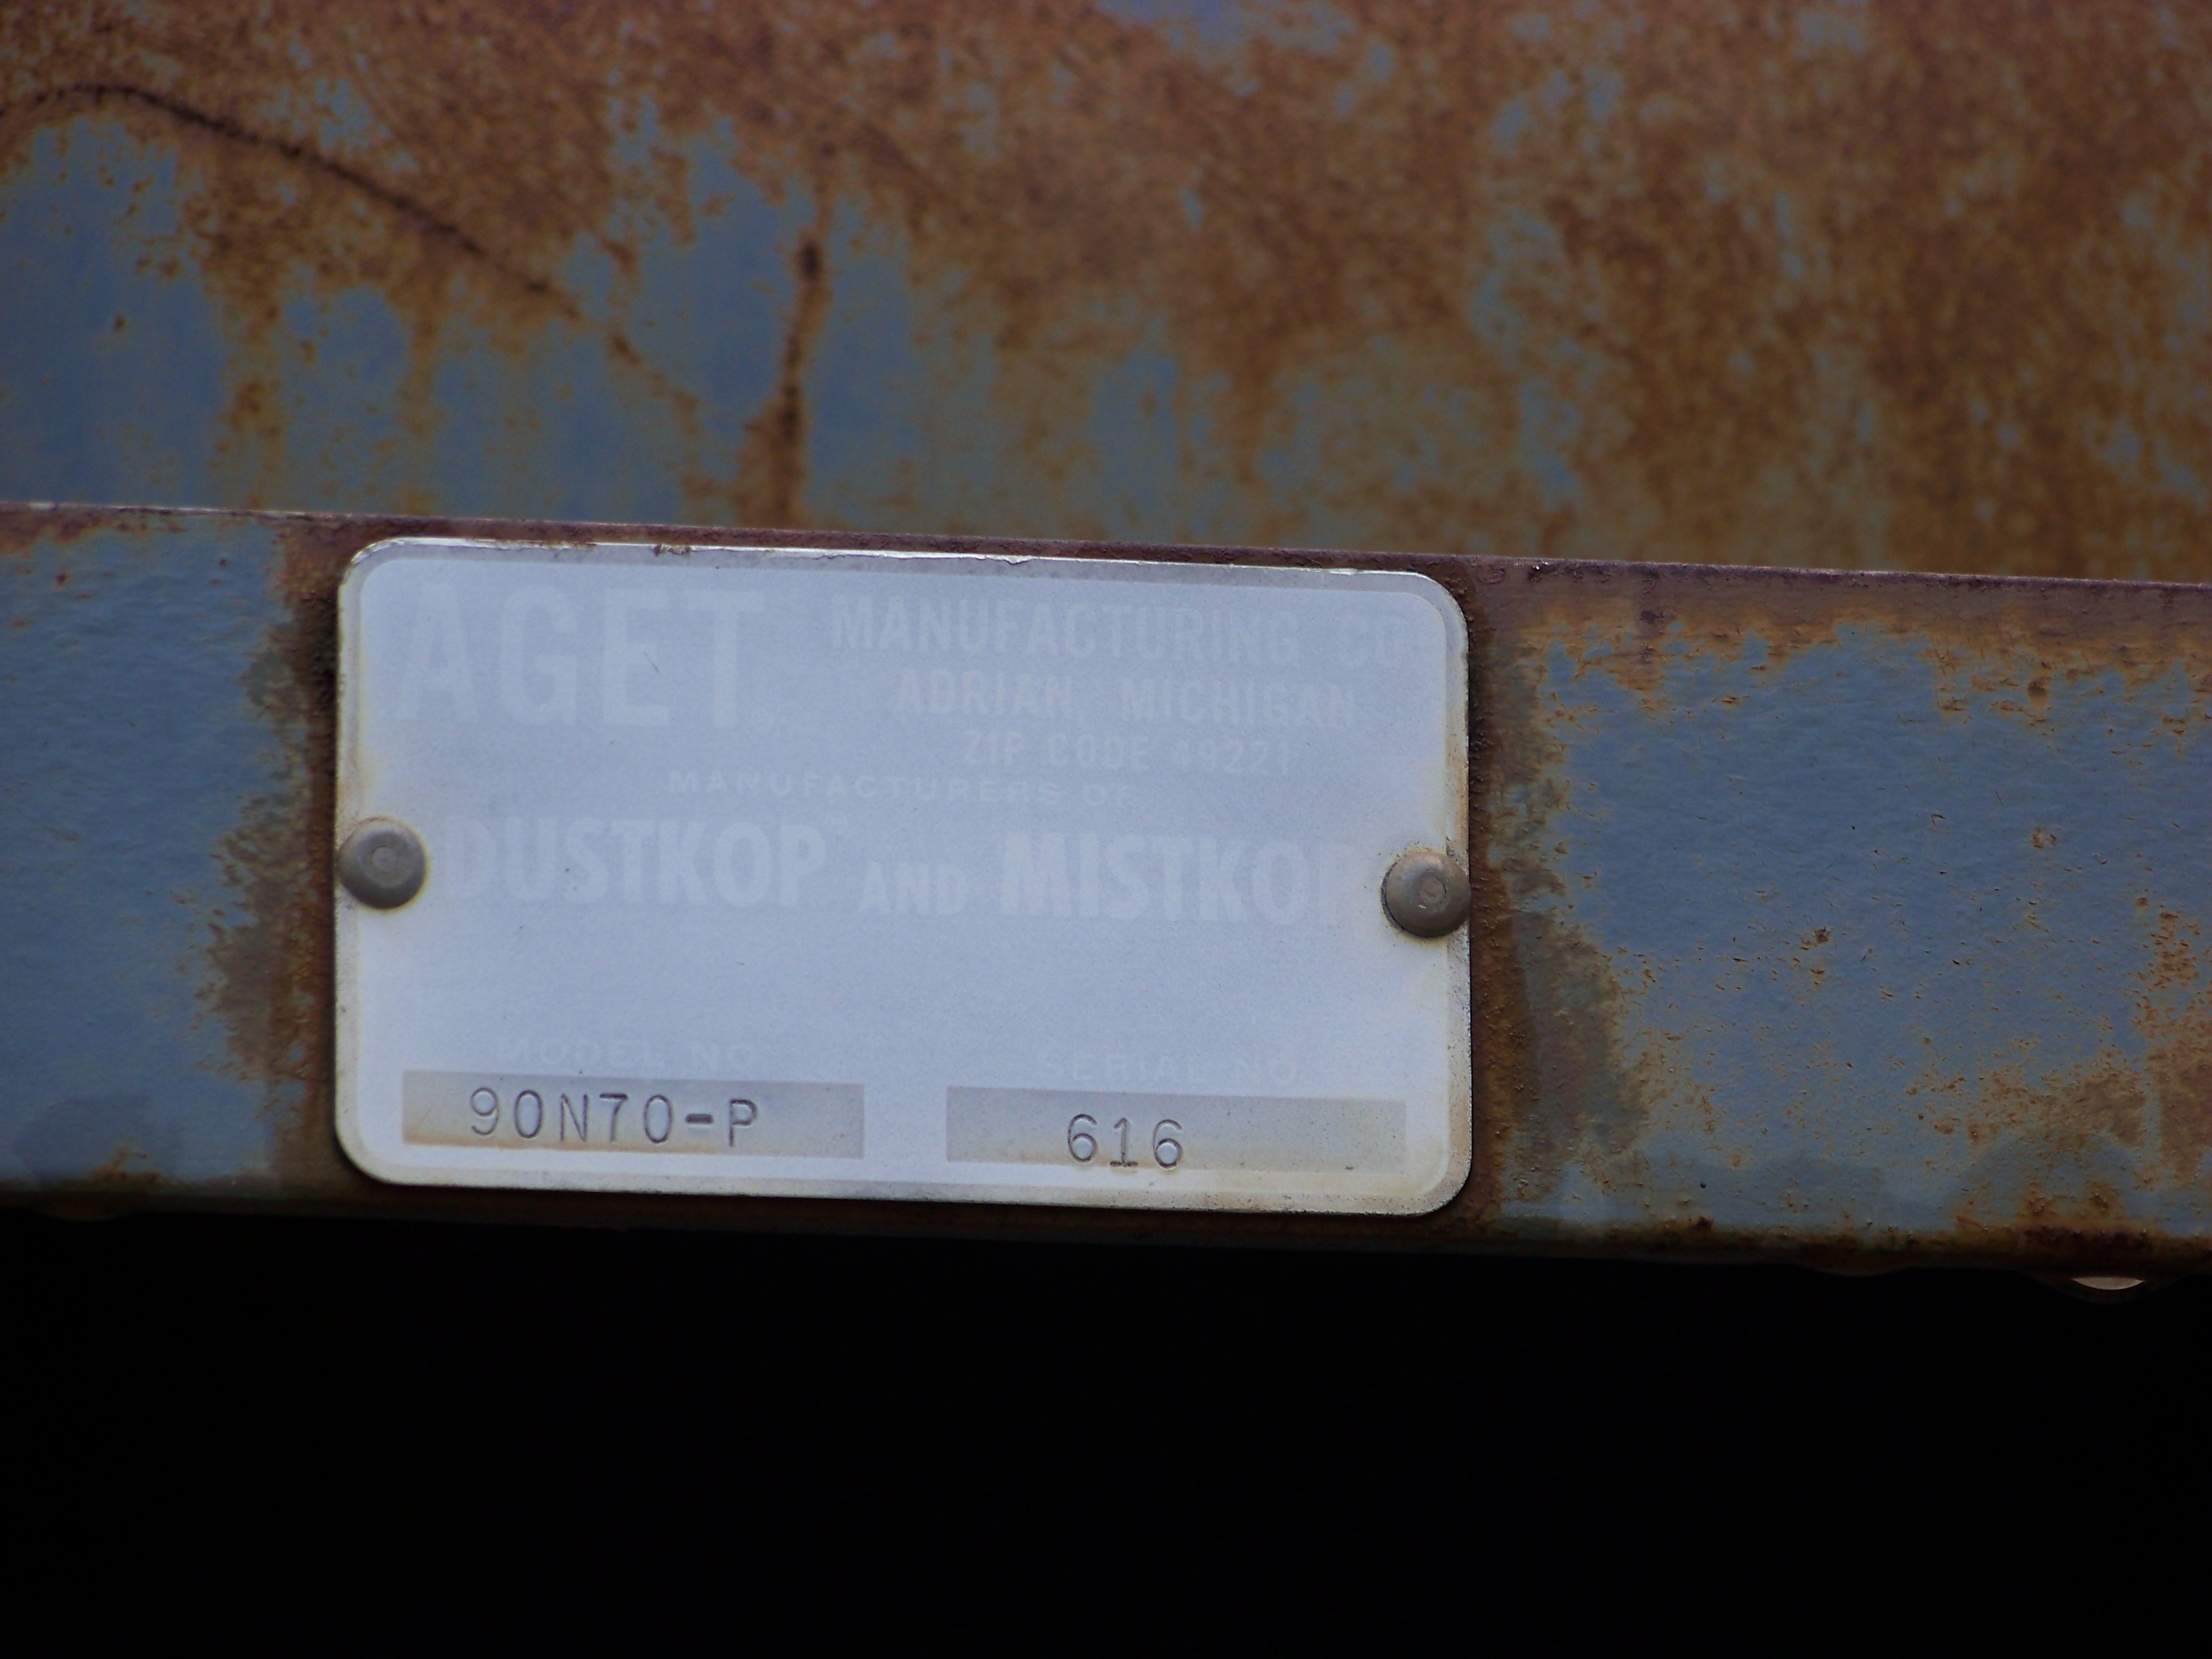 AGET MANUFACTURING CO.
ADRIAN, MICHIGAN
ZIP CODE 49221
MANUFACTURERS OF
DUSTKOP AND MISTKOP
MODEL NO. SERIAL NO.
90N70-P 616